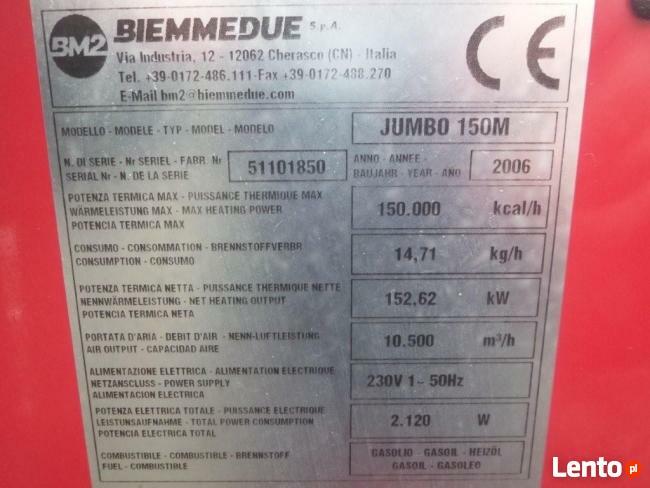 BM2 BIEMMEDUE S.p.A.
Via Industria, 12 - 12062 Cherasco (CN) - Italia
Tel. +39-0172-486.111-Fax +39-0172-488.270
E-Mail bm2@biemmedue.com
CE
MODELLO - MODELE - TYP - MODEL - MODELO JUMBO 150M
N. DI SERIE - Nr SERIEL - FABR. Nr
SERIAL Nr - N. DE LA SERIE
51101850
ANNO - ANNEE -
BAUJAHR - YEAR - AÑO
2006
POTENZA TERMICA MAX - PUISSANCE THERMIQUE MAX
WÄRMELEISTUNG MAX - MAX HEATING POWER
POTENCIA TERMICA MAX
150.000 kcal/h
CONSUMO - CONSOMMATION - BRENNSTOFFVERBR
CONSUMPTION - CONSUMO
14,71 kg/h
POTENZA TERMICA NETTA - PUISSANCE THERMIQUE NETTE
NENNWÄRMELEISTUNG - NET HEATING OUTPUT
POTENCIA TERMICA NETA
152,62 kW
PORTATA D'ARIA - DEBIT D'AIR - NENN-LUFTLEISTUNG
AIR OUTPUT - CAPACIDAD AIRE
10.500 m³/h
ALIMENTAZIONE ELETTRICA - ALIMENTATION ELECTRIQUE
NETZANSCLUSS - POWER SUPPLY
ALIMENTACION ELECTRICA
230V 1~ 50Hz
POTENZA ELETTRICA TOTALE - PUISSANCE ELECTRIQUE
LEISTUNGSAUFNAHME - TOTAL POWER CONSUMPTION
POTENCIA ELECTRICA TOTAL
2.120 W
COMBUSTIBILE - COMBUSTIBLE - BRENNSTOFF
FUEL - COMBUSTIBLE
GASOLIO - GASOIL - HEIZÖL
GASOIL - GASOLEO
Lento.pl